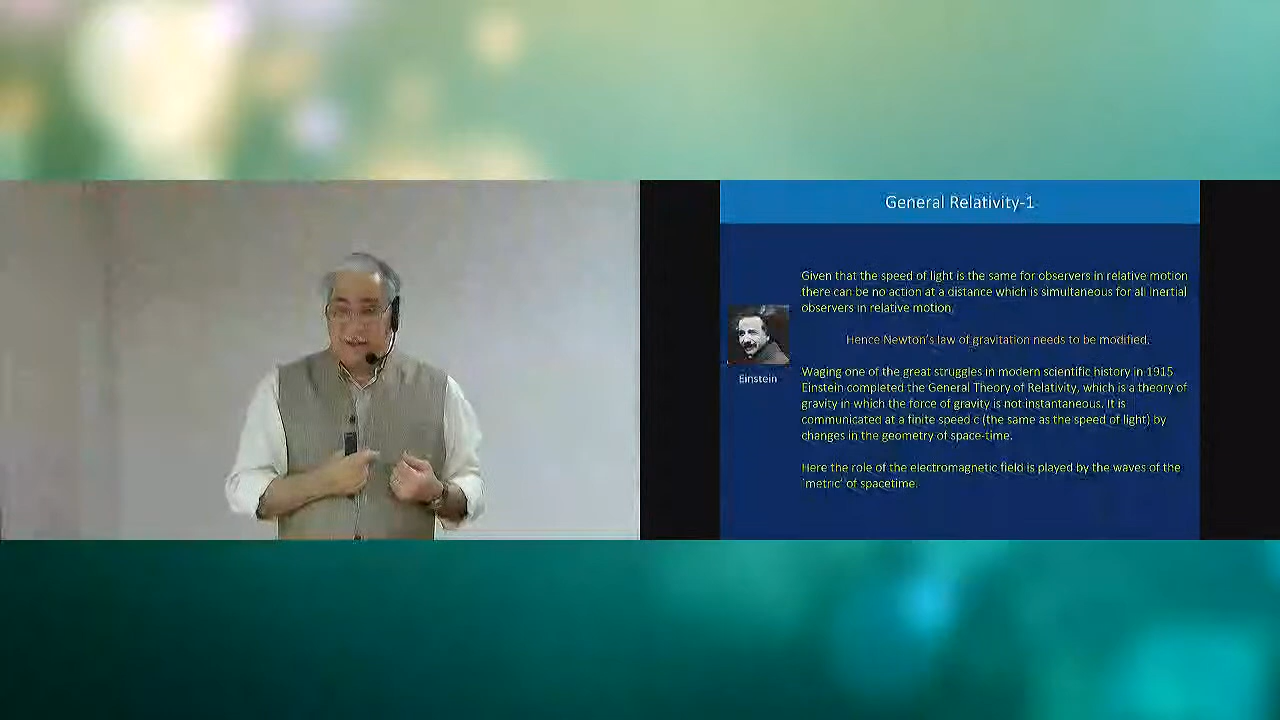 General Relativity-1
Given that the speed of light is the same for observers in relative motion
there can be no action at a distance which is simultaneous for all inertial
observers in relative motion.
Hence Newton's law of gravitation needs to be modified.
Einstein
Waging one of the great struggles in modern scientific history in 1915
Einstein completed the General Theory of Relativity, which is a theory of
gravity in which the force of gravity is not instantaneous. It is
communicated at a finite speed c (the same as the speed of light) by
changes in the geometry of space-time.
Here the role of the electromagnetic field is played by the waves of the
`metric' of spacetime.